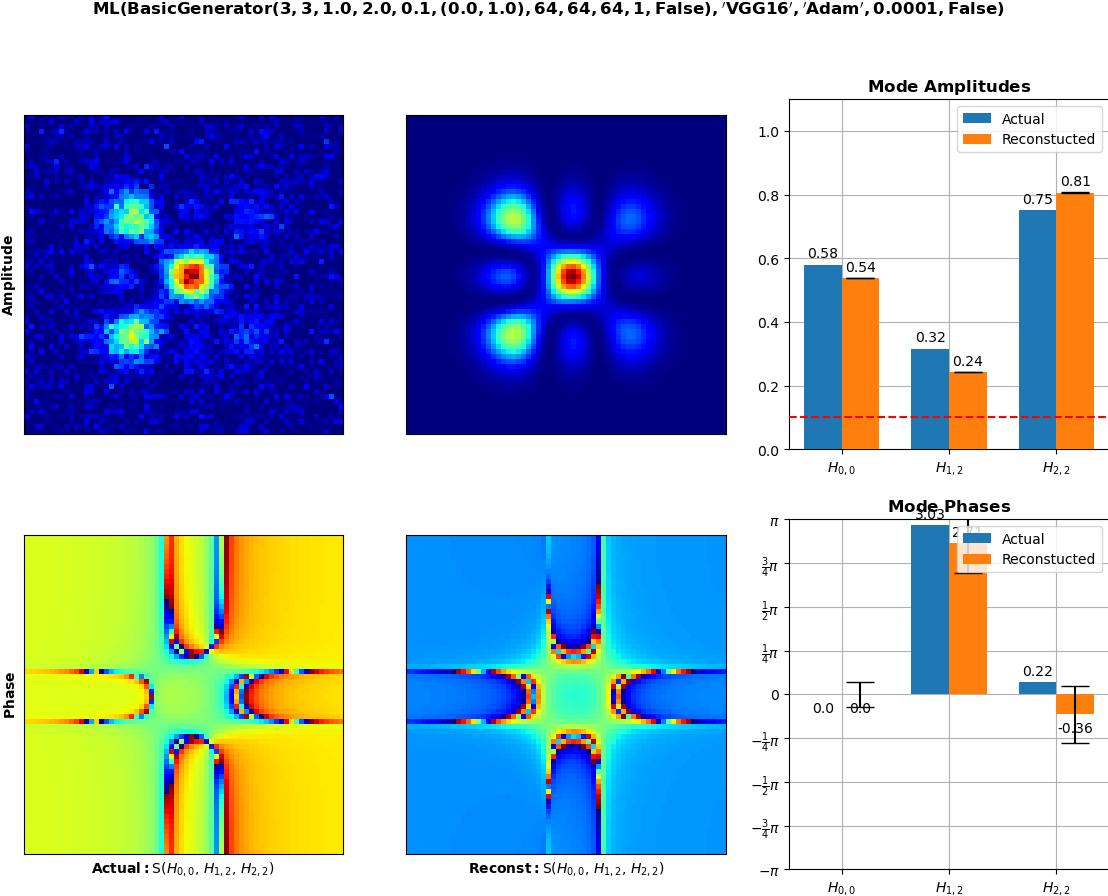 ML(BasicGenerator(3, 3, 1.0, 2.0, 0.1, (0.0, 1.0), 64, 64, 64, 1, False), ′VGG16′, ′Adam′, 0.0001, False)
Amplitude
Mode Amplitudes
Actual
Reconstucted
1.0
0.8
0.6
0.4
0.2
0.0
0.58
0.54
0.32
0.24
0.75
0.81
H0,0
H1,2
H2,2
Phase
Actual: S(H0,0, H1,2, H2,2)
Reconst: S(H0,0, H1,2, H2,2)
Mode Phases
Actual
Reconstucted
π
3/4π
1/2π
1/4π
0
−1/4π
−1/2π
−3/4π
−π
0.0
0.0
3.03
0.22
-0.36
H0,0
H1,2
H2,2